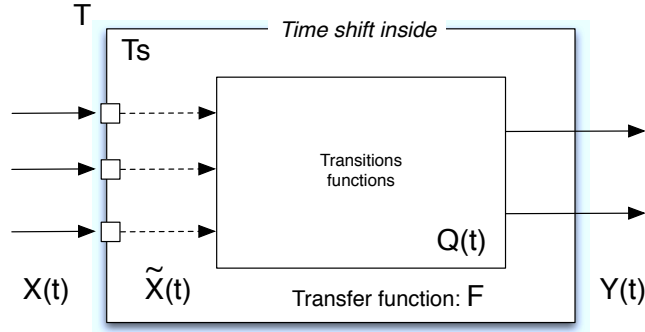 T
Time shift inside
Ts
Transitions
functions
Q(t)
X(t)
X̃(t)
Transfer function: F
Y(t)